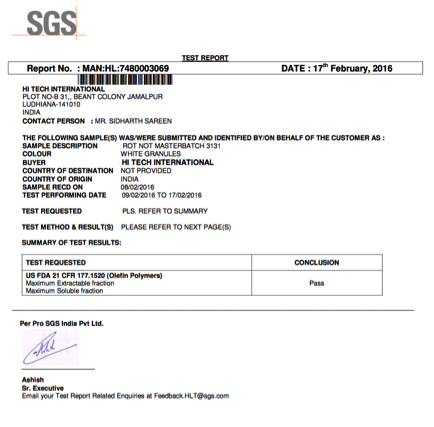 SGS
TEST REPORT
Report No. : MAN:HL:7480003069 DATE : 17th February, 2016
HI TECH INTERNATIONAL
PLOT NO-B 31,, BEANT COLONY JAMALPUR
LUDHIANA-141010
INDIA
CONTACT PERSON : MR. SIDHARTH SAREEN
THE FOLLOWING SAMPLE(S) WAS/WERE SUBMITTED AND IDENTIFIED BY/ON BEHALF OF THE CUSTOMER AS :
SAMPLE DESCRIPTION ROT NOT MASTERBATCH 3131
COLOUR WHITE GRANULES
BUYER HI TECH INTERNATIONAL
COUNTRY OF DESTINATION NOT PROVIDED
COUNTRY OF ORIGIN INDIA
SAMPLE RECD ON 08/02/2016
TEST PERFORMING DATE 09/02/2016 TO 17/02/2016
TEST REQUESTED PLS. REFER TO SUMMARY
TEST METHOD & RESULT(S) PLEASE REFER TO NEXT PAGE(S)
SUMMARY OF TEST RESULTS:
TEST REQUESTED CONCLUSION
US FDA 21 CFR 177.1520 (Olefin Polymers)
Maximum Extractable fraction Pass
Maximum Soluble fraction
Per Pro SGS India Pvt Ltd.
Ashish
Sr. Executive
Email your Test Report Related Enquiries at Feedback.HLT@sgs.com